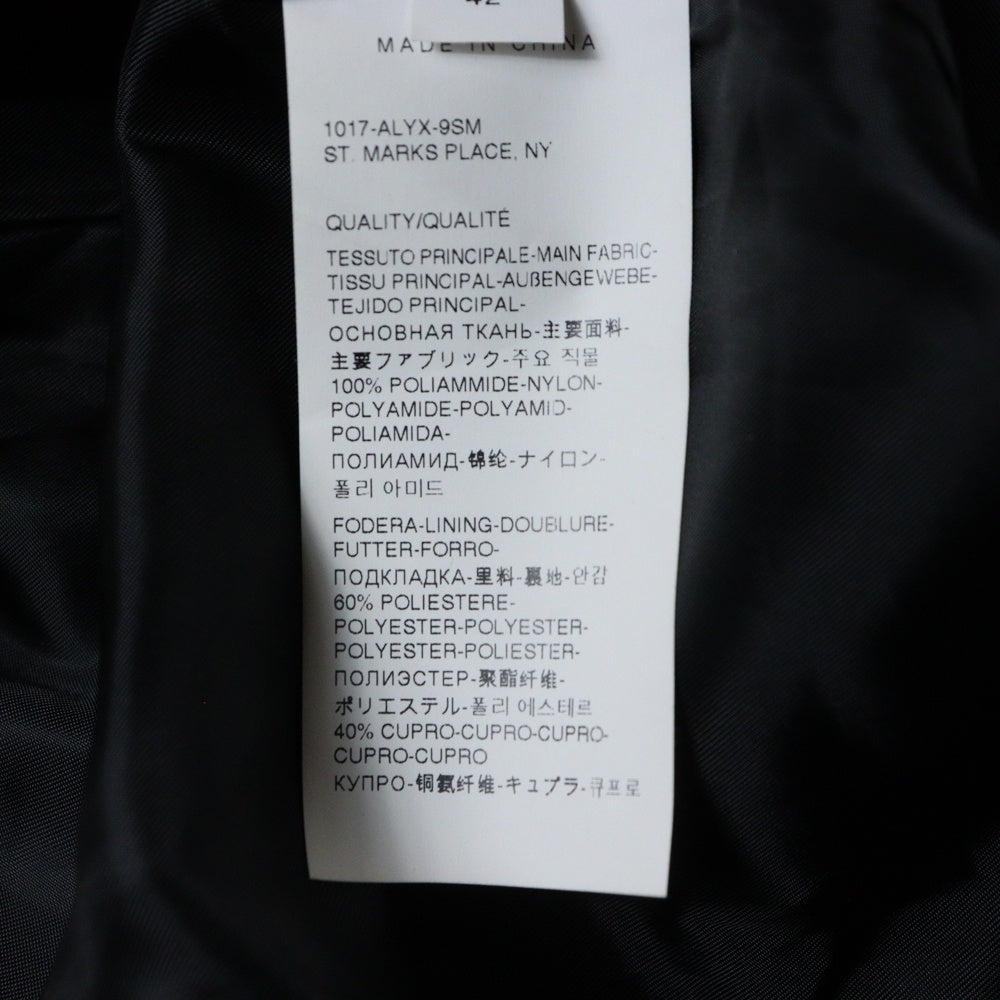 42
MADE IN CHINA
1017-ALYX-9SM
ST. MARKS PLACE, NY
QUALITY/QUALITÉ
TESSUTO PRINCIPALE-MAIN FABRIC-
TISSU PRINCIPAL-AUßENGEWEBE-
TEJIDO PRINCIPAL-
ОСНОВНАЯ ТКАНЬ-主要面料-
主要ファブリック-주요 직물
100% POLIAMMIDE-NYLON-
POLYAMIDE-POLYAMID-
POLIAMIDA-
ПОЛИАМИД-锦纶-ナイロン-
폴리 아미드
FODERA-LINING-DOUBLURE-
FUTTER-FORRO-
ПОДКЛАДКА-里料-裏地-안감
60% POLIESTERE-
POLYESTER-POLYESTER-
POLYESTER-POLIESTER-
ПОЛИЭСТЕР-聚酯纤维-
ポリエステル-폴리 에스테르
40% CUPRO-CUPRO-CUPRO-
CUPRO-CUPRO
КУПРО-铜氨纤维-キュプラ-큐프로